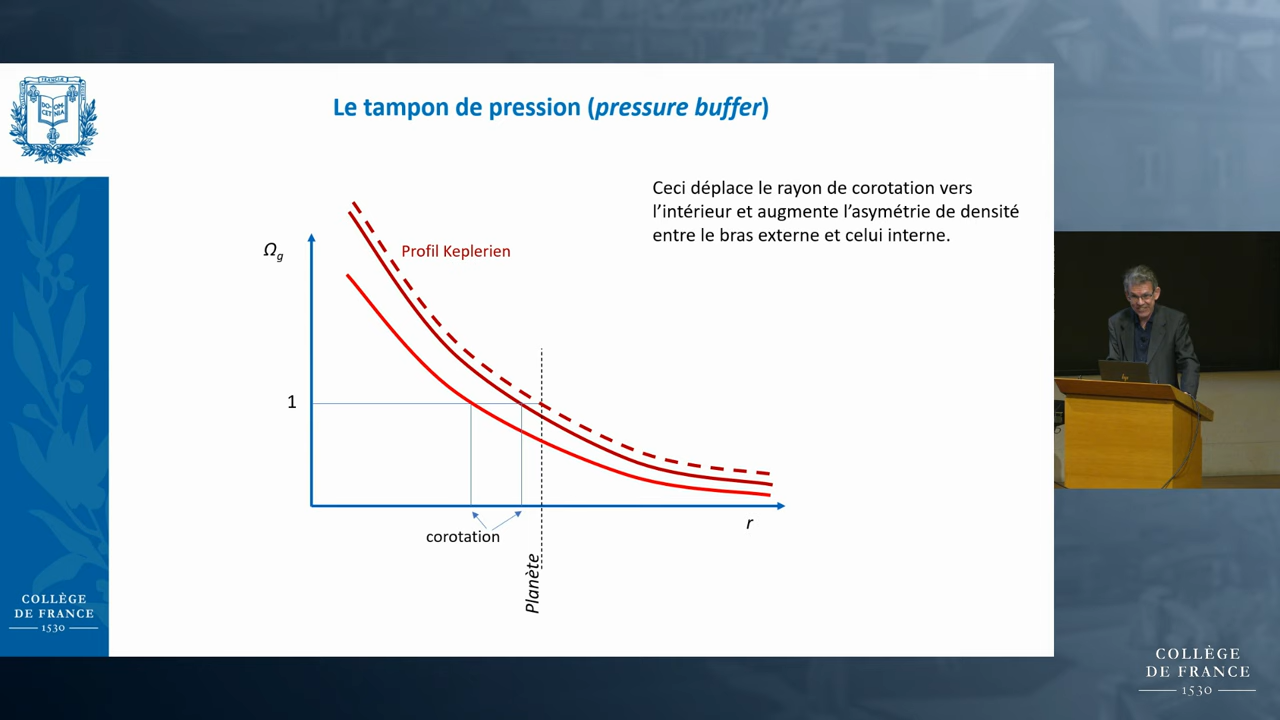 Le tampon de pression (pressure buffer)
Ceci déplace le rayon de corotation vers
l’intérieur et augmente l’asymétrie de densité
entre le bras externe et celui interne.
Ωg
Profil Keplerien
1
r
corotation
Planète
COLLÈGE
DE FRANCE
1530
COLLÈGE
DE FRANCE
1530